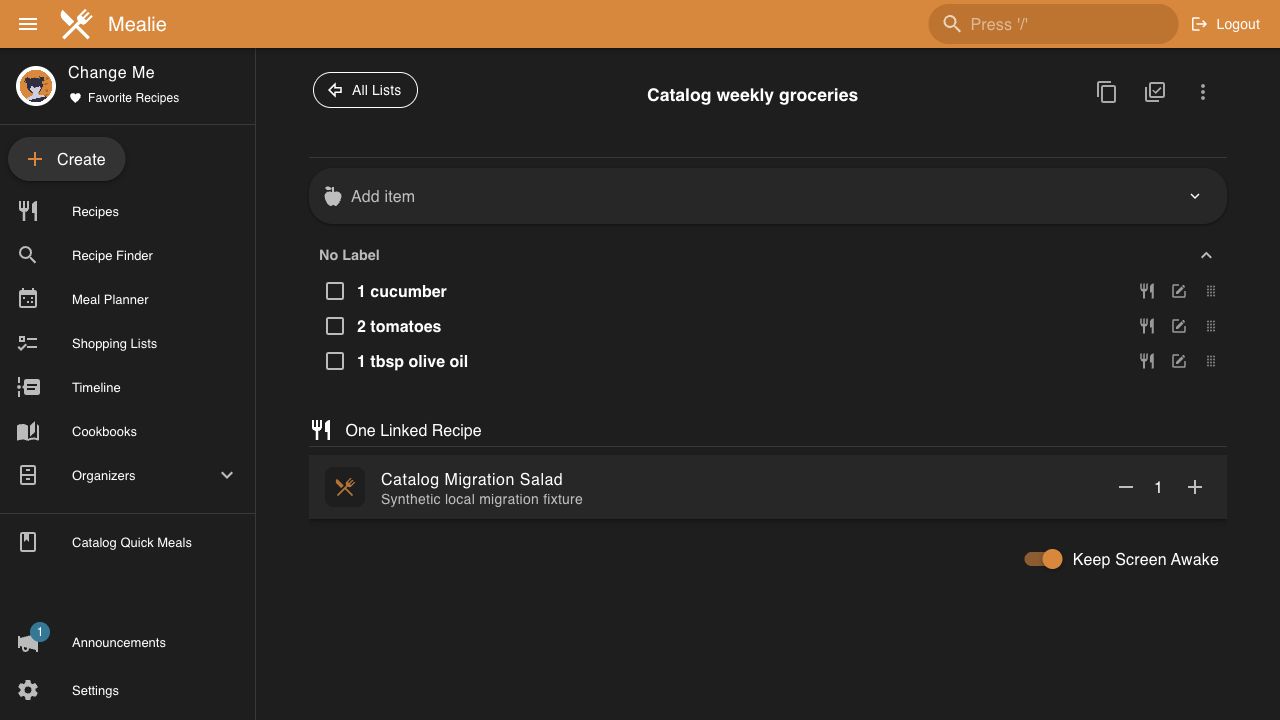 Mealie
Press '/'
Logout
Change Me
Favorite Recipes
Create
Recipes
Recipe Finder
Meal Planner
Shopping Lists
Timeline
Cookbooks
Organizers
Catalog Quick Meals
1
Announcements
Settings
All Lists
Catalog weekly groceries
Add item
No Label
1 cucumber
2 tomatoes
1 tbsp olive oil
One Linked Recipe
Catalog Migration Salad
Synthetic local migration fixture
1
Keep Screen Awake